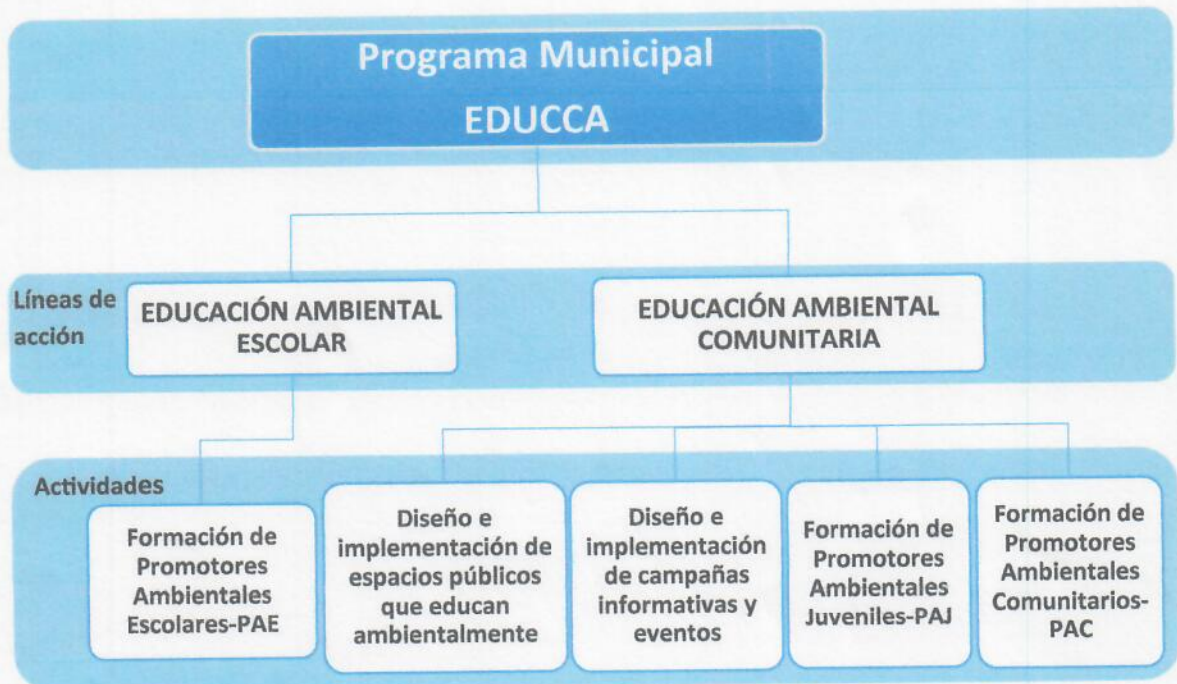 Programa Municipal
EDUCCA
Líneas de
acción
EDUCACIÓN AMBIENTAL
ESCOLAR
EDUCACIÓN AMBIENTAL
COMUNITARIA
Actividades
Formación de
Promotores
Ambientales
Escolares-PAE
Diseño e
implementación de
espacios públicos
que educan
ambientalmente
Diseño e
implementación
de campañas
informativas y
eventos
Formación de
Promotores
Ambientales
Juveniles-PAJ
Formación de
Promotores
Ambientales
Comunitarios-
PAC